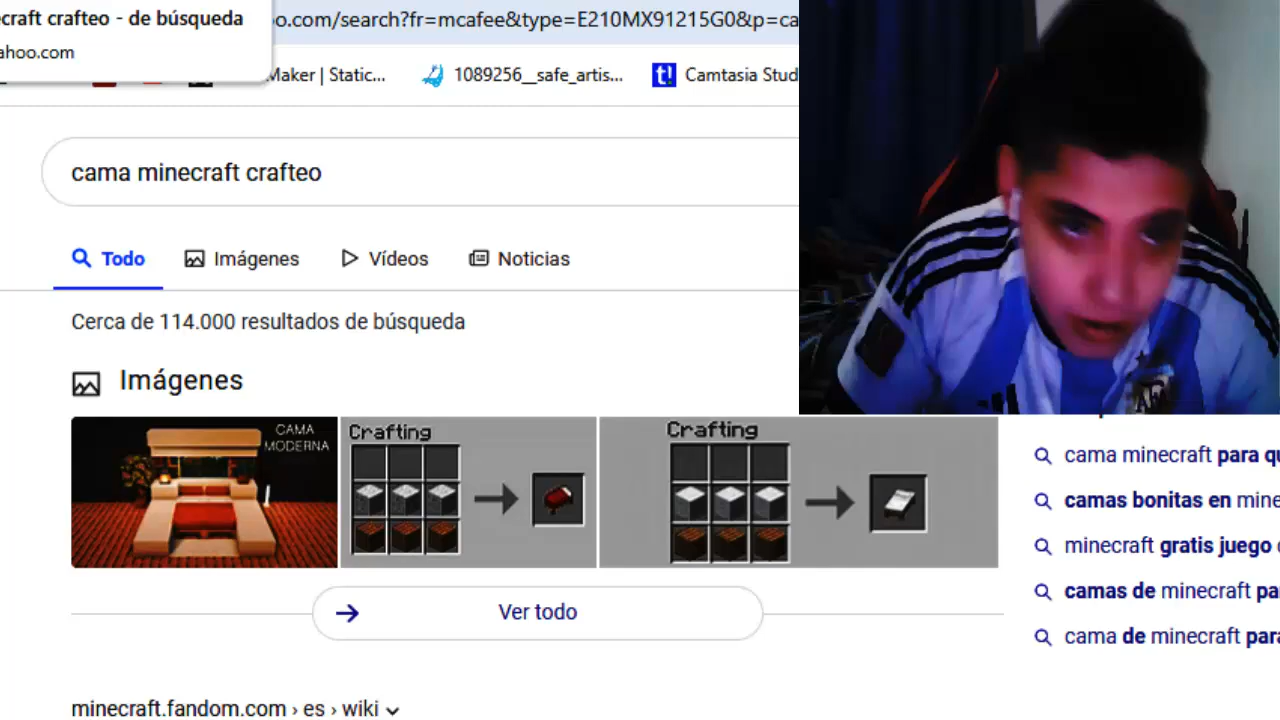 craft crafteo - de búsqueda
ahoo.com
oo.com/search?fr=mcafee&type=E210MX91215G0&p=ca
Maker | Static...
1089256__safe_artis...
Camtasia Stud
cama minecraft crafteo
Todo
Imágenes
Vídeos
Noticias
Cerca de 114.000 resultados de búsqueda
Imágenes
CAMA
MODERNA
Crafting
Crafting
AFA
Ver todo
cama minecraft para qu
camas bonitas en mine
minecraft gratis juego
camas de minecraft pa
cama de minecraft para
minecraft.fandom.com › es › wiki